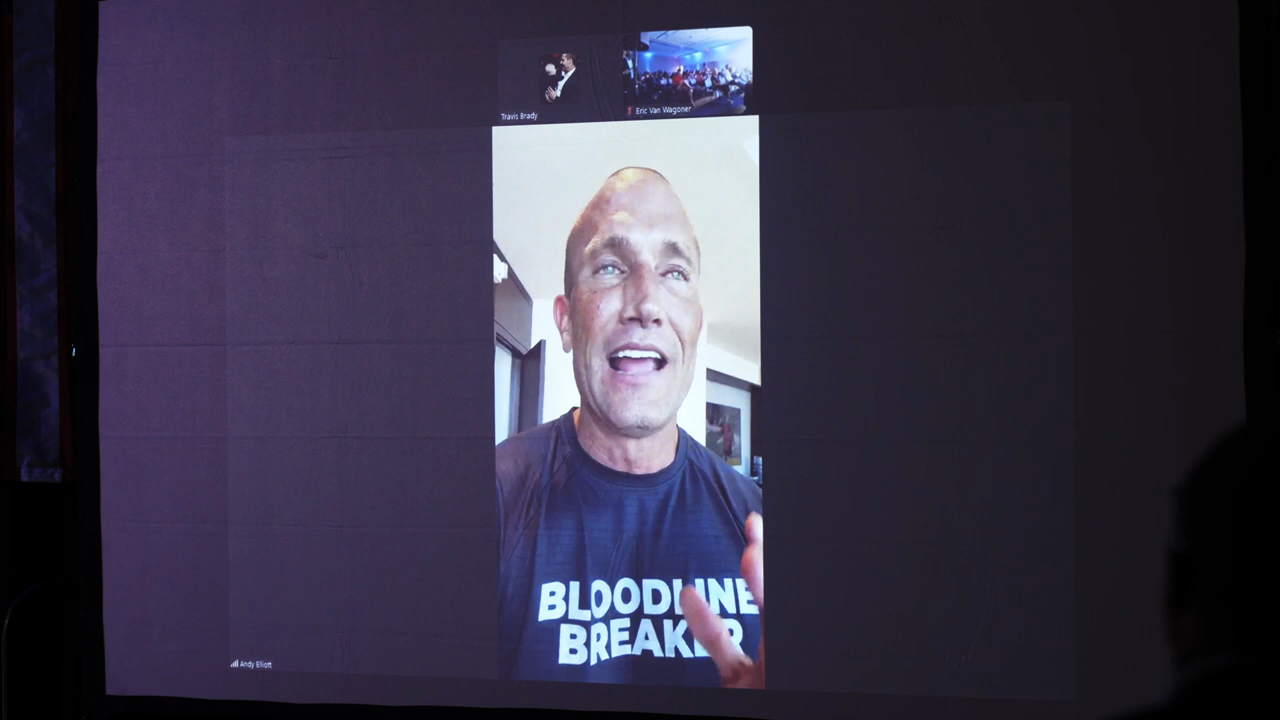 Travis Brady
Eric Van Wagoner
BLOODLINE
BREAKER
Andy Elliott